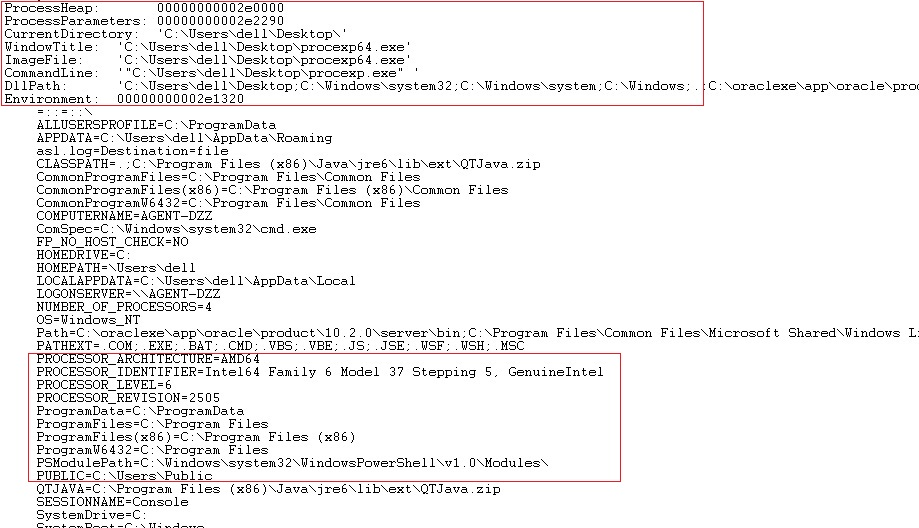 ProcessHeap:       00000000002e0000
ProcessParameters: 00000000002e2290
CurrentDirectory:  'C:\Users\dell\Desktop\'
WindowTitle:  'C:\Users\dell\Desktop\procexp64.exe'
ImageFile:    'C:\Users\dell\Desktop\procexp64.exe'
CommandLine:  '"C:\Users\dell\Desktop\procexp.exe" '
DllPath:      'C:\Users\dell\Desktop;C:\Windows\system32;C:\Windows\system;C:\Windows;.;C:\oraclexe\app\oracle\proc
Environment:  00000000002e1320
=::=::\
ALLUSERSPROFILE=C:\ProgramData
APPDATA=C:\Users\dell\AppData\Roaming
asl.log=Destination=file
CLASSPATH=.;C:\Program Files (x86)\Java\jre6\lib\ext\QTJava.zip
CommonProgramFiles=C:\Program Files\Common Files
CommonProgramFiles(x86)=C:\Program Files (x86)\Common Files
CommonProgramW6432=C:\Program Files\Common Files
COMPUTERNAME=AGENT-DZZ
ComSpec=C:\Windows\system32\cmd.exe
FP_NO_HOST_CHECK=NO
HOMEDRIVE=C:
HOMEPATH=\Users\dell
LOCALAPPDATA=C:\Users\dell\AppData\Local
LOGONSERVER=\\AGENT-DZZ
NUMBER_OF_PROCESSORS=4
OS=Windows_NT
Path=C:\oraclexe\app\oracle\product\10.2.0\server\bin;C:\Program Files\Common Files\Microsoft Shared\Windows Li
PATHEXT=.COM;.EXE;.BAT;.CMD;.VBS;.VBE;.JS;.JSE;.WSF;.WSH;.MSC
PROCESSOR_ARCHITECTURE=AMD64
PROCESSOR_IDENTIFIER=Intel64 Family 6 Model 37 Stepping 5, GenuineIntel
PROCESSOR_LEVEL=6
PROCESSOR_REVISION=2505
ProgramData=C:\ProgramData
ProgramFiles=C:\Program Files
ProgramFiles(x86)=C:\Program Files (x86)
ProgramW6432=C:\Program Files
PSModulePath=C:\Windows\system32\WindowsPowerShell\v1.0\Modules\
PUBLIC=C:\Users\Public
QTJAVA=C:\Program Files (x86)\Java\jre6\lib\ext\QTJava.zip
SESSIONNAME=Console
SystemDrive=C:
SystemRoot=C:\Windows